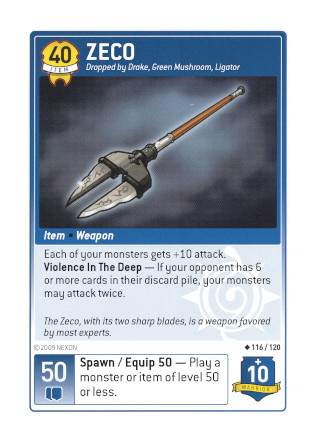 40
ITEM
ZECO
Dropped by Drake, Green Mushroom, Ligator
Item • Weapon
Each of your monsters gets +10 attack.
Violence In The Deep — If your opponent has 6
or more cards in their discard pile, your monsters
may attack twice.
The Zeco, with its two sharp blades, is a weapon favored
by most experts.
©2009 NEXON
◆ 116 / 120
50
Spawn / Equip 50 — Play a
monster or item of level 50
or less.
+
10
WARRIOR